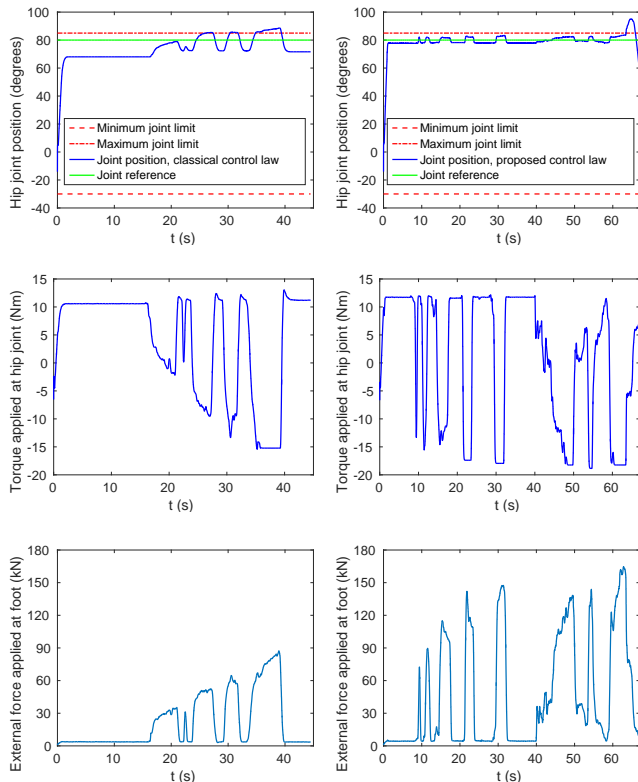 Hip joint position (degrees)
100
80
60
40
20
0
-20
-40
Minimum joint limit
Maximum joint limit
Joint position, classical control law
Joint reference
0 10 20 30 40
t (s)
Hip joint position (degrees)
100
80
60
40
20
0
-20
-40
Minimum joint limit
Maximum joint limit
Joint position, proposed control law
Joint reference
0 10 20 30 40 50 60
t (s)
Torque applied at hip joint (Nm)
15
10
5
0
-5
-10
-15
-20
0 10 20 30 40
t (s)
Torque applied at hip joint (Nm)
15
10
5
0
-5
-10
-15
-20
0 10 20 30 40 50 60
t (s)
External force applied at foot (kN)
180
150
120
90
60
30
0
0 10 20 30 40
t (s)
External force applied at foot (kN)
180
150
120
90
60
30
0
0 10 20 30 40 50 60
t (s)